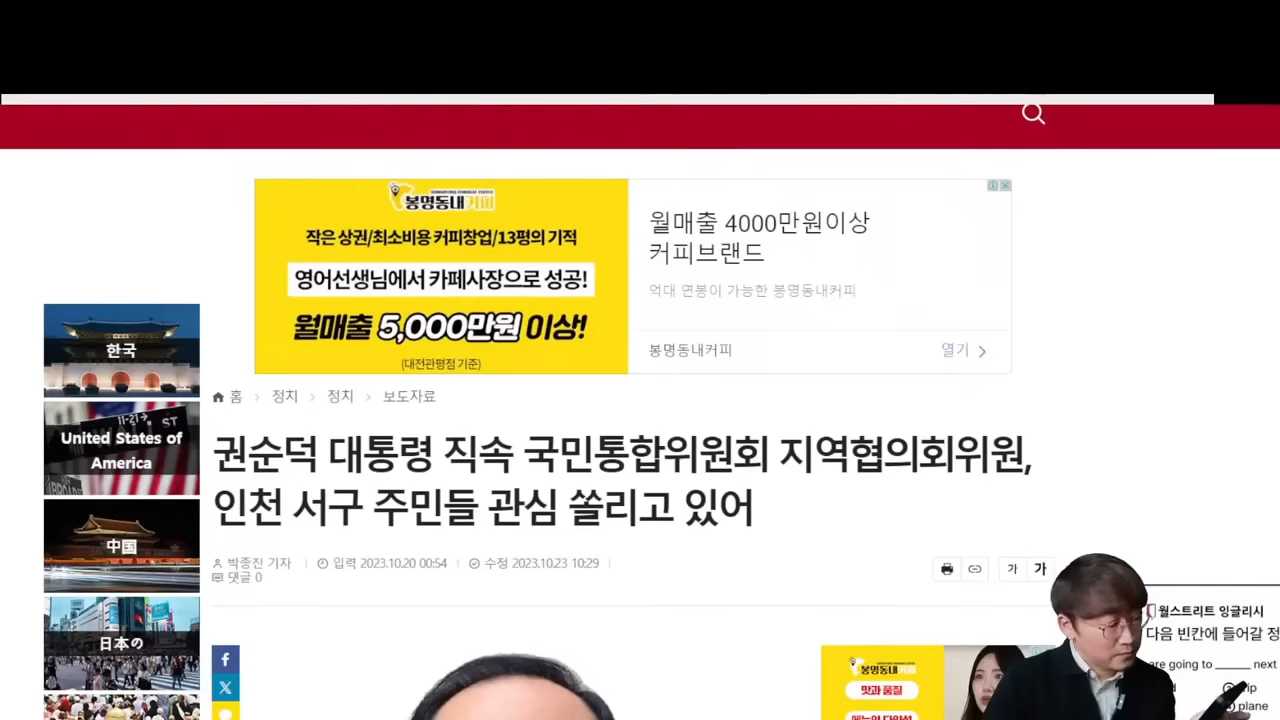 봉명동내커피
작은 상권/최소비용 커피창업/13평의 기적
영어선생님에서 카페사장으로 성공!
월매출 5,000만원 이상!
(대전관평점 기준)
월매출 4000만원이상
커피브랜드
억대 연봉이 가능한 봉명동내커피
봉명동내커피
열기
한국
United States of
America
中国
日本の
홈 정치 정치 보도자료
권순덕 대통령 직속 국민통합위원회 지역협의회위원,
인천 서구 주민들 관심 쏠리고 있어
박종진 기자 입력 2023.10.20 00:54 수정 2023.10.23 10:29
댓글 0
가 가
봉명동내커피
맛과 품질
월스트리트 잉글리시
다음 빈칸에 들어갈 정
are going to ______ next
plane